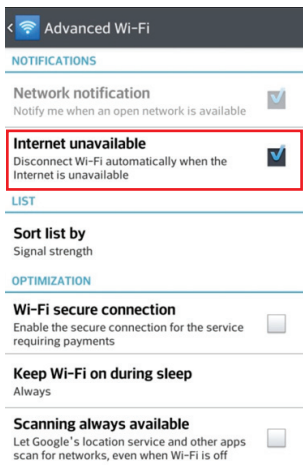 Advanced Wi-Fi
NOTIFICATIONS
Network notification
Notify me when an open network is available
Internet unavailable
Disconnect Wi-Fi automatically when the
Internet is unavailable
LIST
Sort list by
Signal strength
OPTIMIZATION
Wi-Fi secure connection
Enable the secure connection for the service
requiring payments
Keep Wi-Fi on during sleep
Always
Scanning always available
Let Google's location service and other apps
scan for networks, even when Wi-Fi is off